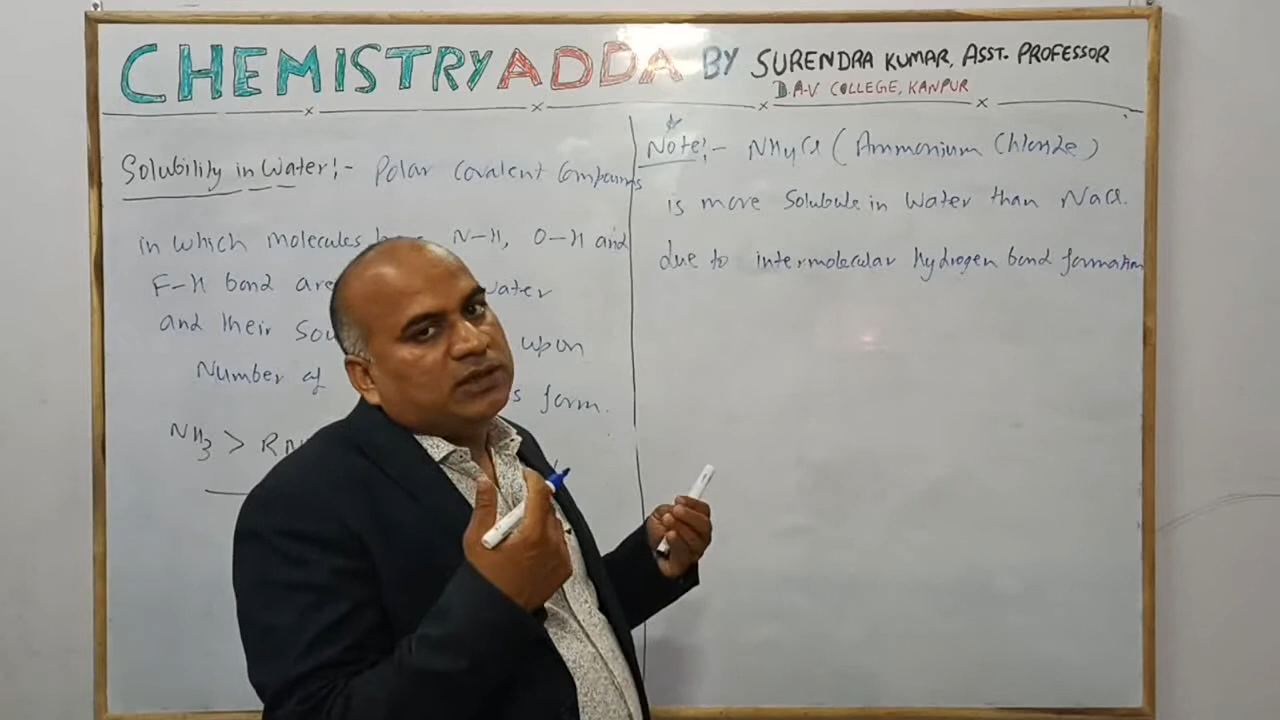 CHEMISTRY ADDA BY SURENDRA KUMAR, ASST. PROFESSOR
D.A-V COLLEGE, KANPUR
Solubility in Water:- Polar Covalent Compounds
in which molecules N-H, O-H and
F-H bond are water
and their upon
Number of form.
NH3 > R
Note:- NH4Cl (Ammonium Chloride)
is more Soluble in Water than NaCl.
due to intermolecular Hydrogen bond formation